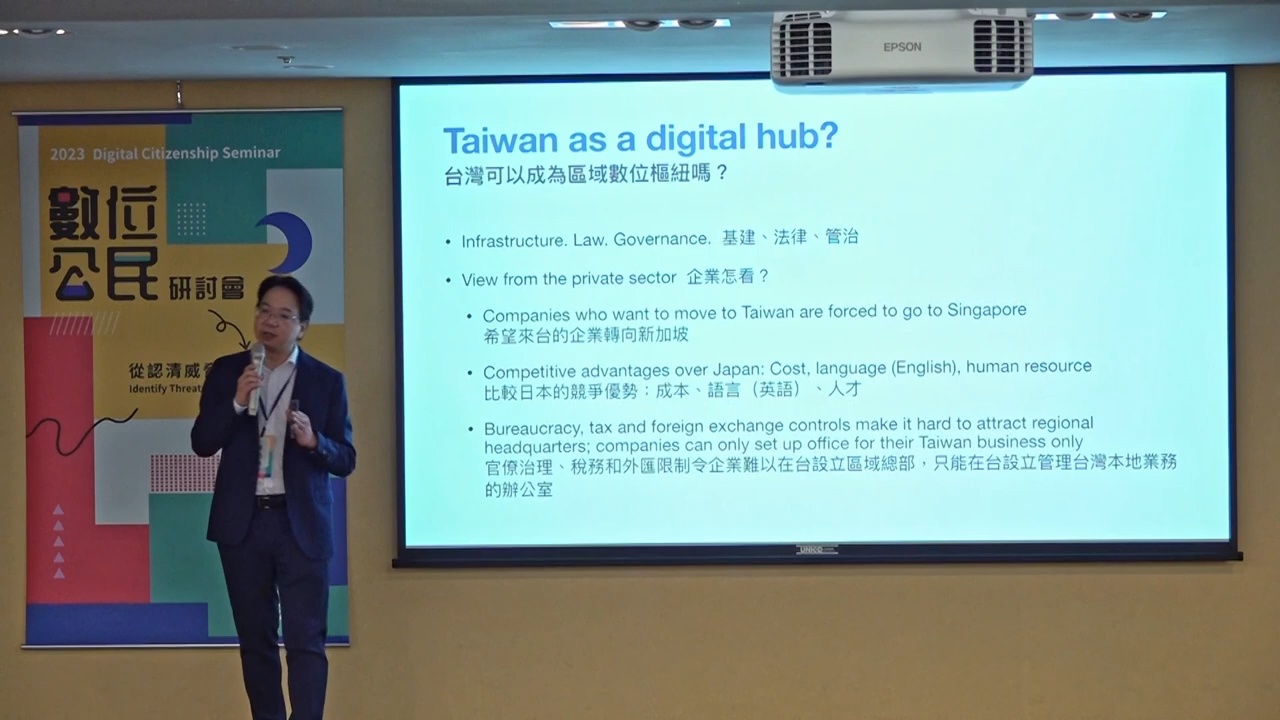 2023 Digital Citizenship Seminar
數位
公民 研討會
從認清威
Identify Threat
EPSON
Taiwan as a digital hub?
台灣可以成為區域數位樞紐嗎？
• Infrastructure. Law. Governance. 基建、法律、管治
• View from the private sector 企業怎看？
• Companies who want to move to Taiwan are forced to go to Singapore
希望來台的企業轉向新加坡
• Competitive advantages over Japan: Cost, language (English), human resource
比較日本的競爭優勢：成本、語言（英語）、人才
• Bureaucracy, tax and foreign exchange controls make it hard to attract regional
headquarters; companies can only set up office for their Taiwan business only
官僚治理、稅務和外匯限制令企業難以在台設立區域總部，只能在台設立管理台灣本地業務
的辦公室
UNICO